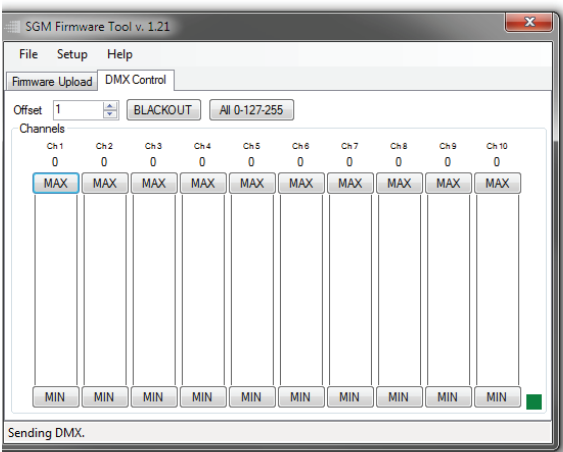 SGM Firmware Tool v. 1.21
File Setup Help
Firmware Upload DMX Control
Offset 1 BLACKOUT All 0-127-255
Channels
Ch 1 Ch 2 Ch 3 Ch 4 Ch 5 Ch 6 Ch 7 Ch 8 Ch 9 Ch 10
0 0 0 0 0 0 0 0 0 0
MAX MAX MAX MAX MAX MAX MAX MAX MAX MAX
MIN MIN MIN MIN MIN MIN MIN MIN MIN MIN
Sending DMX.